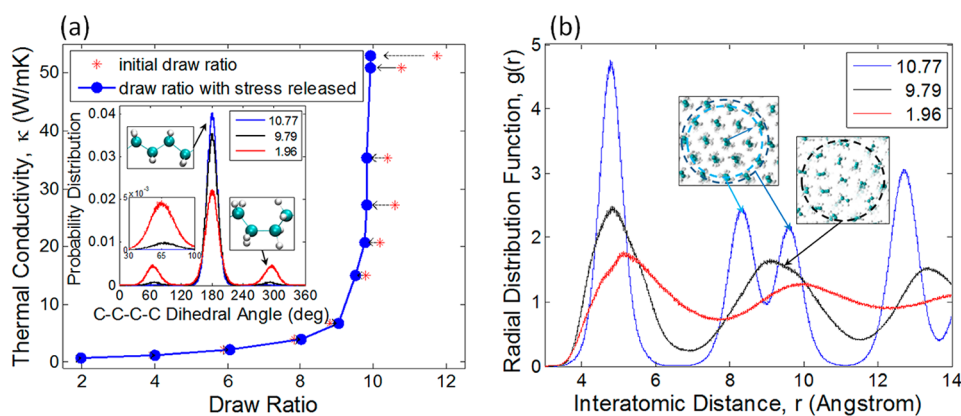 (a)
Thermal Conductivity, κ (W/mK)
50
40
30
20
10
0
initial draw ratio
draw ratio with stress released
Probability Distribution
0.04
0.03
0.02
0.01
0
10.77
9.79
1.96
5 x 10-3
0
30 65 100
0 60 120 180 240 300 360
C-C-C-C Dihedral Angle (deg)
2 4 6 8 10 12
Draw Ratio
(b)
Radial Distribution Function, g(r)
5
4
3
2
1
0
10.77
9.79
1.96
4 6 8 10 12 14
Interatomic Distance, r (Angstrom)